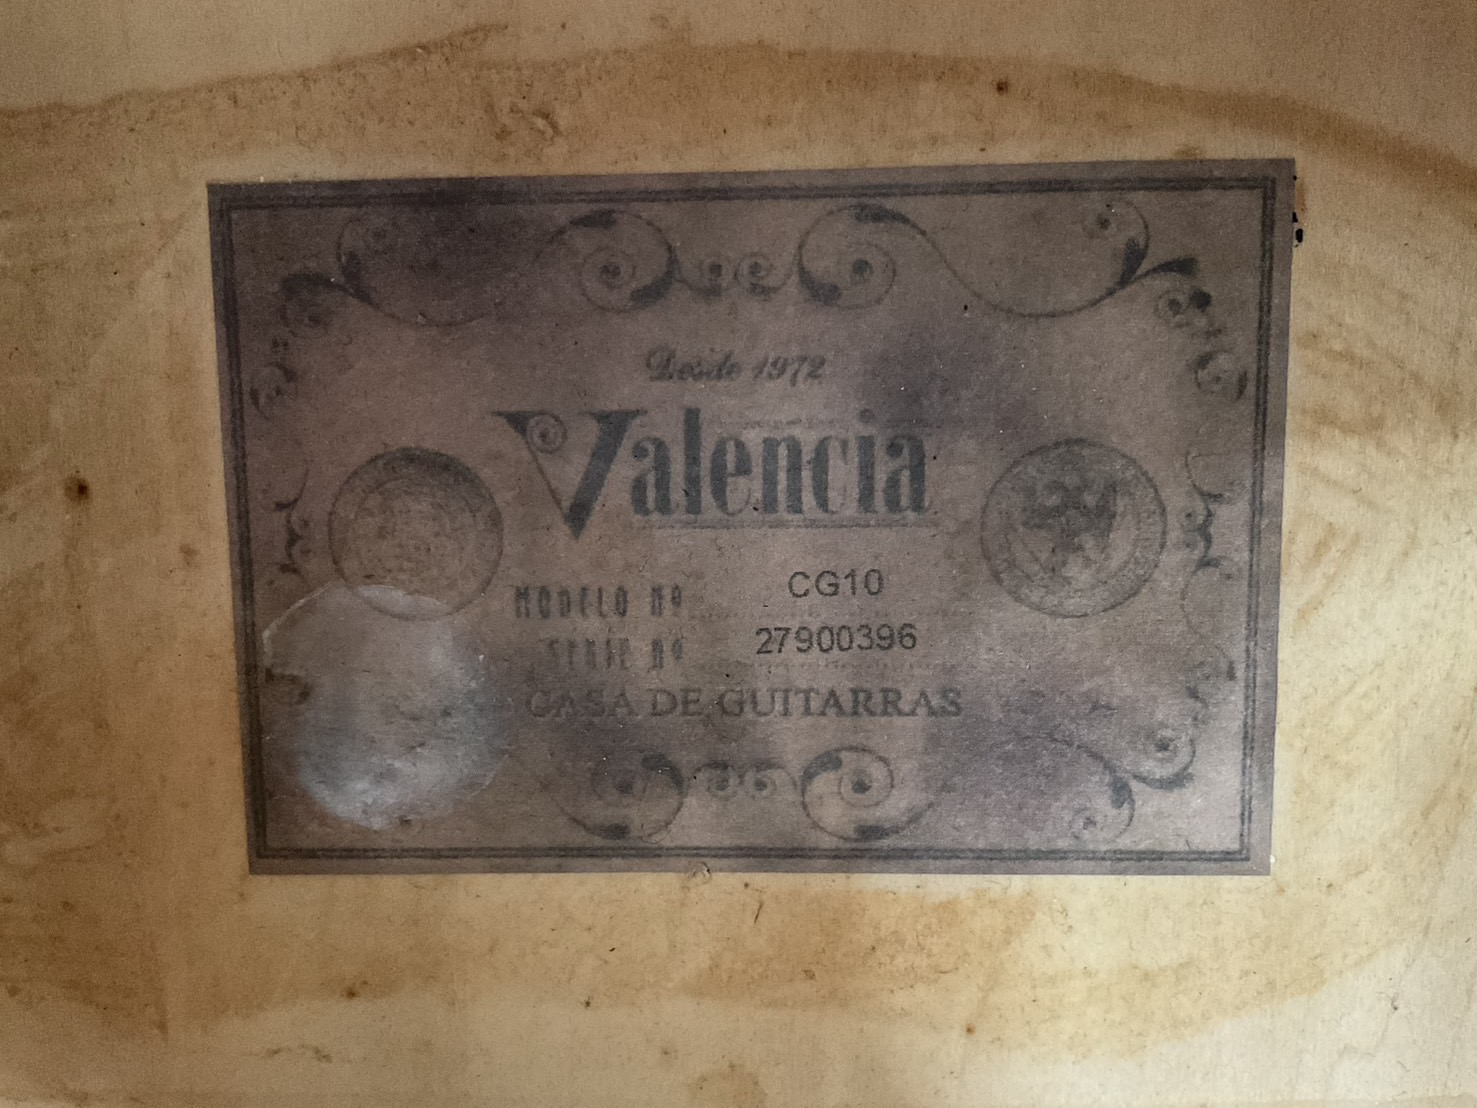 Desde 1972
Valencia
MODELO Nº CG10
SERIE Nº 27900396
CASA DE GUITARRAS